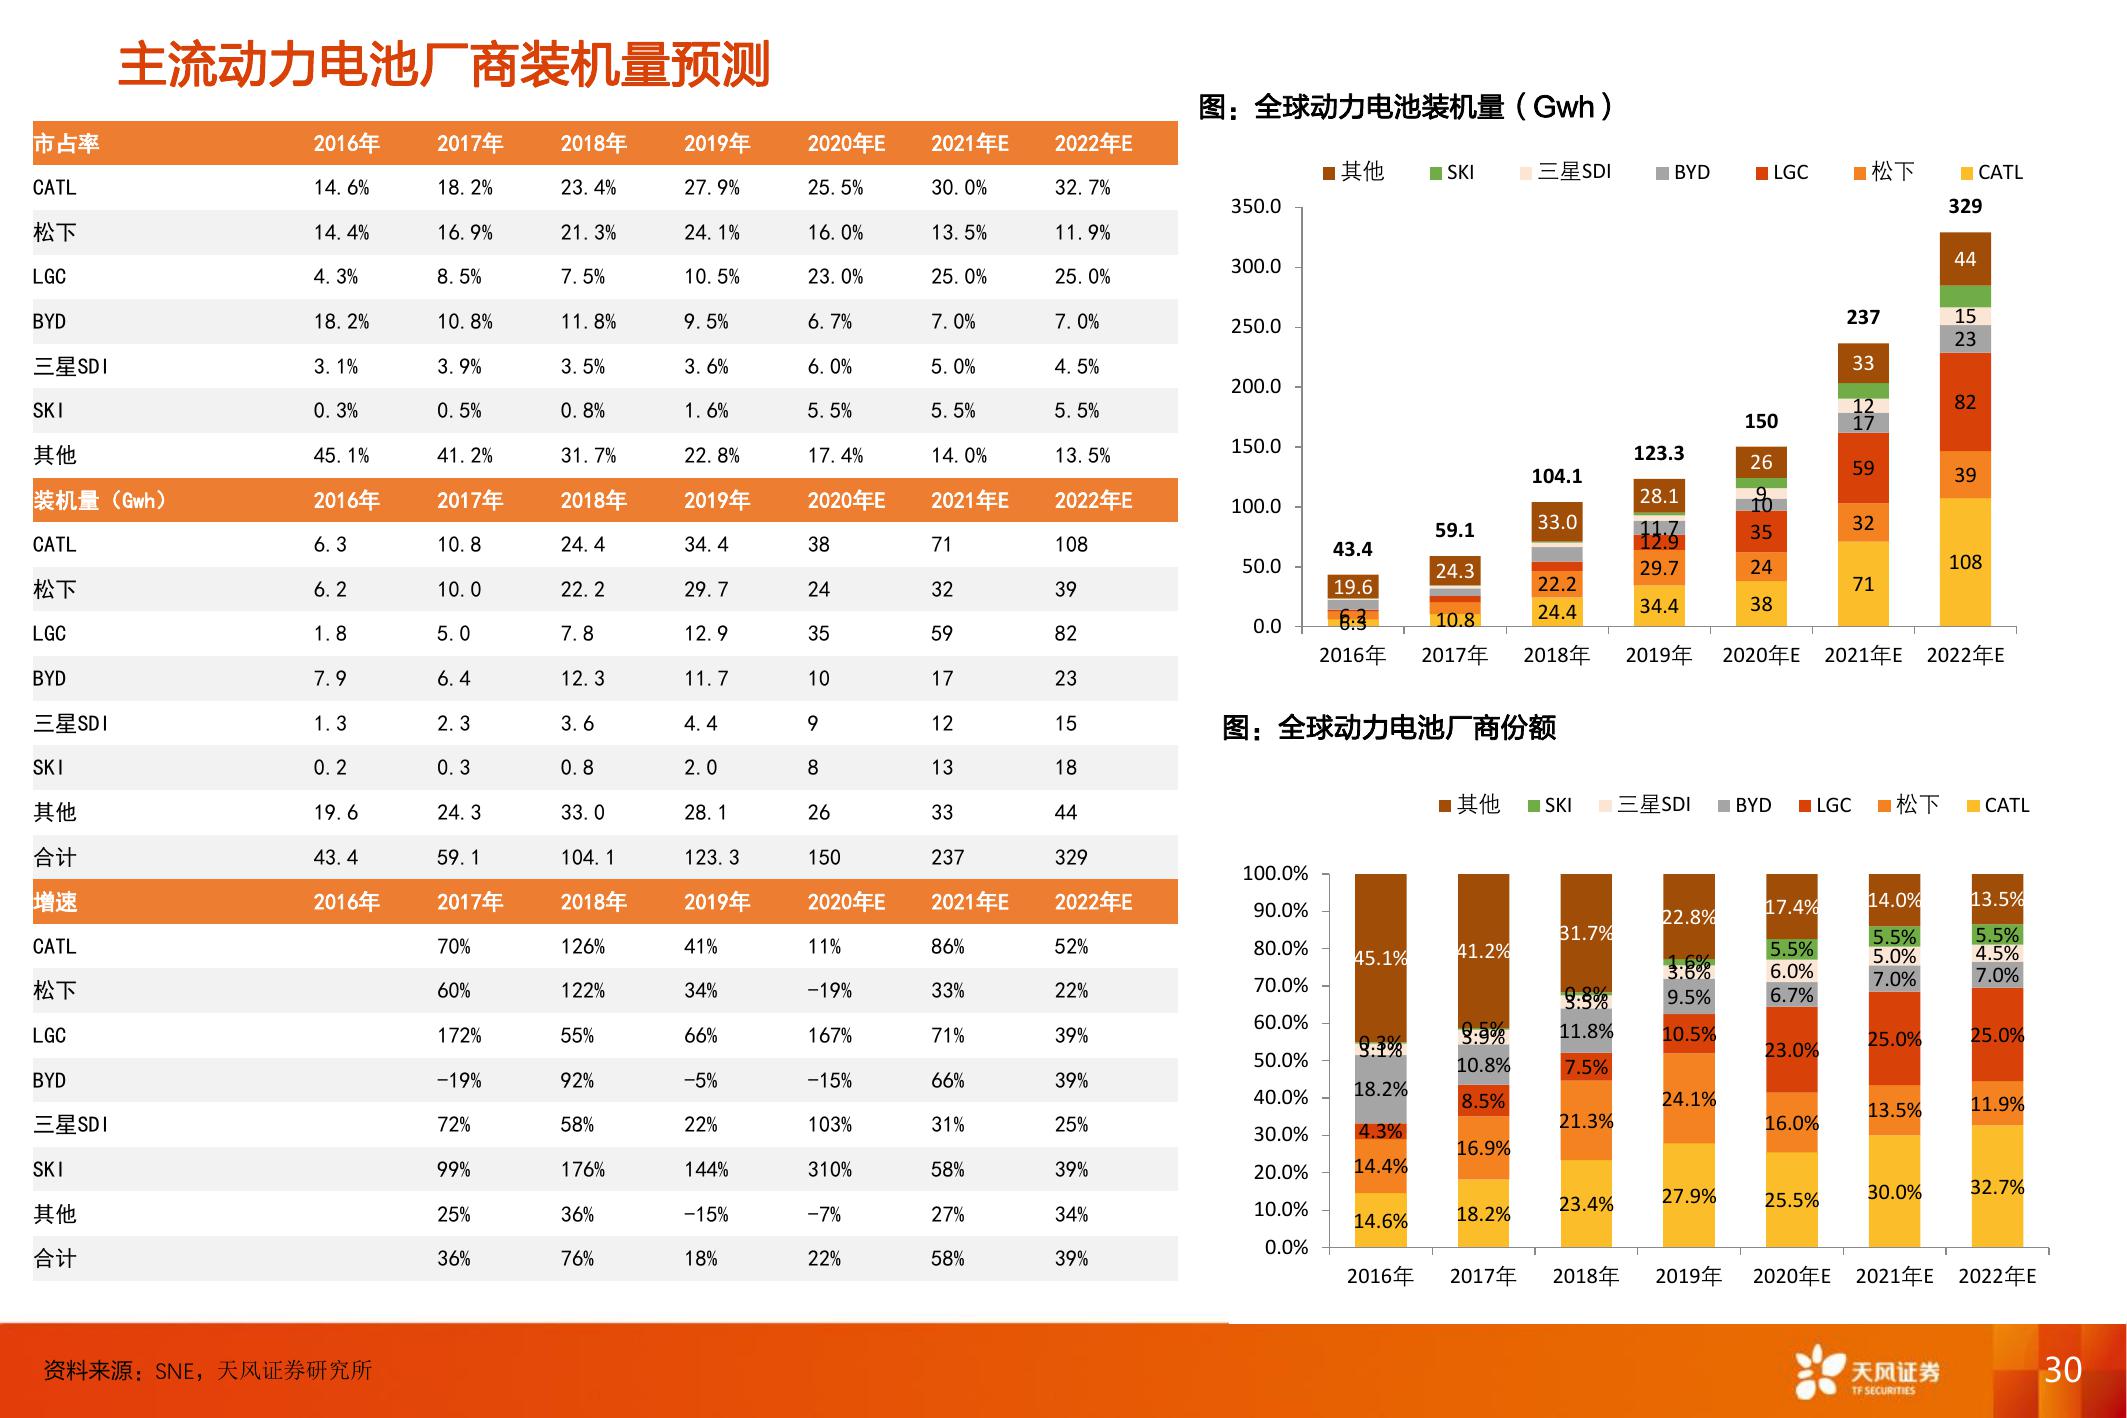 主流动力电池厂商装机量预测
市占率 2016年 2017年 2018年 2019年 2020年E 2021年E 2022年E
CATL 14.6% 18.2% 23.4% 27.9% 25.5% 30.0% 32.7%
松下 14.4% 16.9% 21.3% 24.1% 16.0% 13.5% 11.9%
LGC 4.3% 8.5% 7.5% 10.5% 23.0% 25.0% 25.0%
BYD 18.2% 10.8% 11.8% 9.5% 6.7% 7.0% 7.0%
三星SDI 3.1% 3.9% 3.5% 3.6% 6.0% 5.0% 4.5%
SKI 0.3% 0.5% 0.8% 1.6% 5.5% 5.5% 5.5%
其他 45.1% 41.2% 31.7% 22.8% 17.4% 14.0% 13.5%
装机量（Gwh） 2016年 2017年 2018年 2019年 2020年E 2021年E 2022年E
CATL 6.3 10.8 24.4 34.4 38 71 108
松下 6.2 10.0 22.2 29.7 24 32 39
LGC 1.8 5.0 7.8 12.9 35 59 82
BYD 7.9 6.4 12.3 11.7 10 17 23
三星SDI 1.3 2.3 3.6 4.4 9 12 15
SKI 0.2 0.3 0.8 2.0 8 13 18
其他 19.6 24.3 33.0 28.1 26 33 44
合计 43.4 59.1 104.1 123.3 150 237 329
增速 2016年 2017年 2018年 2019年 2020年E 2021年E 2022年E
CATL 70% 126% 41% 11% 86% 52%
松下 60% 122% 34% -19% 33% 22%
LGC 172% 55% 66% 167% 71% 39%
BYD -19% 92% -5% -15% 66% 39%
三星SDI 72% 58% 22% 103% 31% 25%
SKI 99% 176% 144% 310% 58% 39%
其他 25% 36% -15% -7% 27% 34%
合计 36% 76% 18% 22% 58% 39%
图：全球动力电池装机量（Gwh）
其他 SKI 三星SDI BYD LGC 松下 CATL
350.0
300.0
250.0
200.0
150.0
100.0
50.0
0.0
43.4
19.6
6.2
6.3
59.1
24.3
10.8
104.1
33.0
22.2
24.4
123.3
28.1
11.7
12.9
29.7
34.4
150
26
9
10
35
24
38
237
33
12
17
59
32
71
329
44
15
23
82
39
108
2016年 2017年 2018年 2019年 2020年E 2021年E 2022年E
图：全球动力电池厂商份额
其他 SKI 三星SDI BYD LGC 松下 CATL
100.0%
90.0%
80.0%
70.0%
60.0%
50.0%
40.0%
30.0%
20.0%
10.0%
0.0%
45.1%
0.3%
3.1%
18.2%
4.3%
14.4%
14.6%
41.2%
0.5%
3.9%
10.8%
8.5%
16.9%
18.2%
31.7%
0.8%
3.5%
11.8%
7.5%
21.3%
23.4%
22.8%
1.6%
3.6%
9.5%
10.5%
24.1%
27.9%
17.4%
5.5%
6.0%
6.7%
23.0%
16.0%
25.5%
14.0%
5.5%
5.0%
7.0%
25.0%
13.5%
30.0%
13.5%
5.5%
4.5%
7.0%
25.0%
11.9%
32.7%
2016年 2017年 2018年 2019年 2020年E 2021年E 2022年E
资料来源：SNE，天风证券研究所
天风证券
TF SECURITIES
30